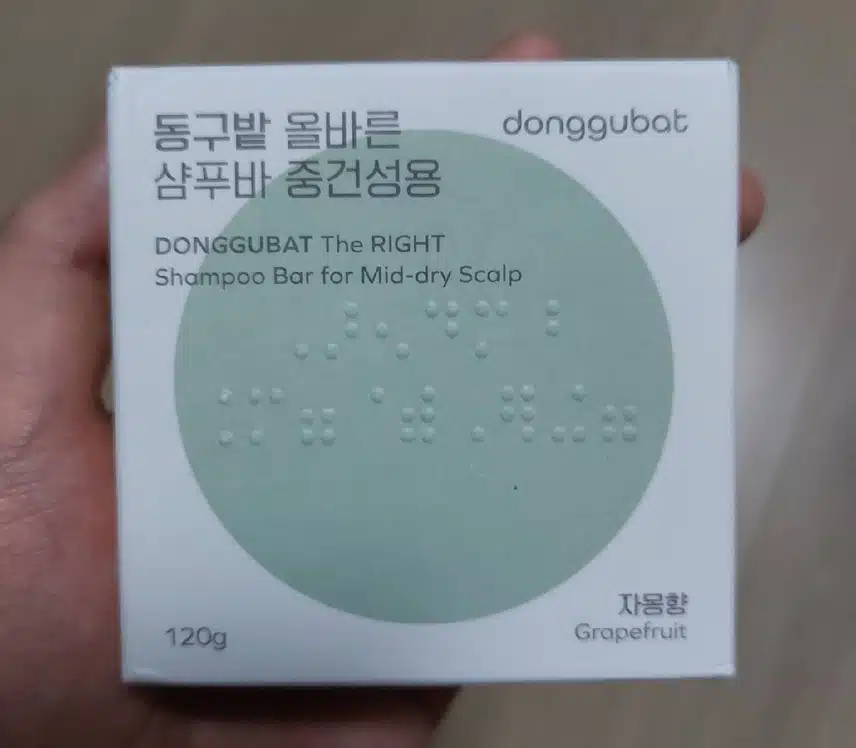 동구밭 올바른
샴푸바 중건성용
donggubat
DONGGUBAT The RIGHT
Shampoo Bar for Mid-dry Scalp
⠠⠜⠢⠙⠍⠘
⠨⠍⠶⠈⠾⠠⠻⠬⠶
120g
자몽향
Grapefruit